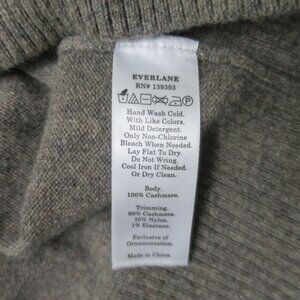 EVERLANE
RN# 139393
Hand Wash Cold.
With Like Colors.
Mild Detergent.
Only Non-Chlorine
Bleach When Needed.
Lay Flat To Dry.
Do Not Wring.
Cool Iron If Needed.
Or Dry Clean.
Body.
100% Cashmere.
Trimming.
89% Cashmere.
10% Nylon.
1% Elastane.
Exclusive of
Ornamentation.
Made in China.